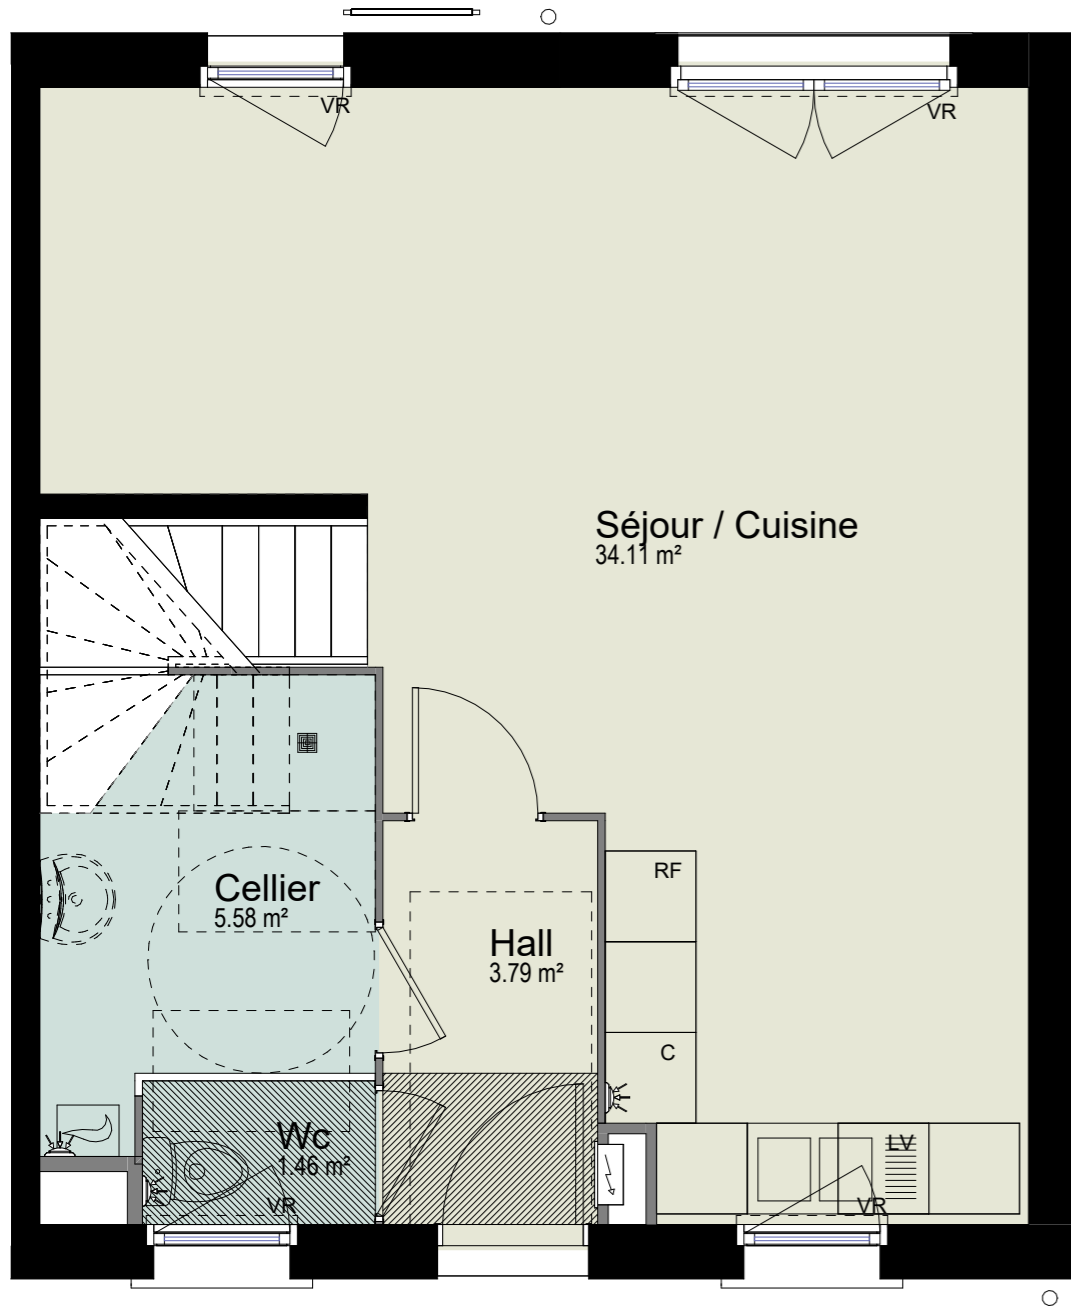 VR
VR
Séjour / Cuisine
34.11 m²
RF
Cellier
5.58 m²
Hall
3.79 m²
C
Wc
1.46 m²
LV
VR
VR